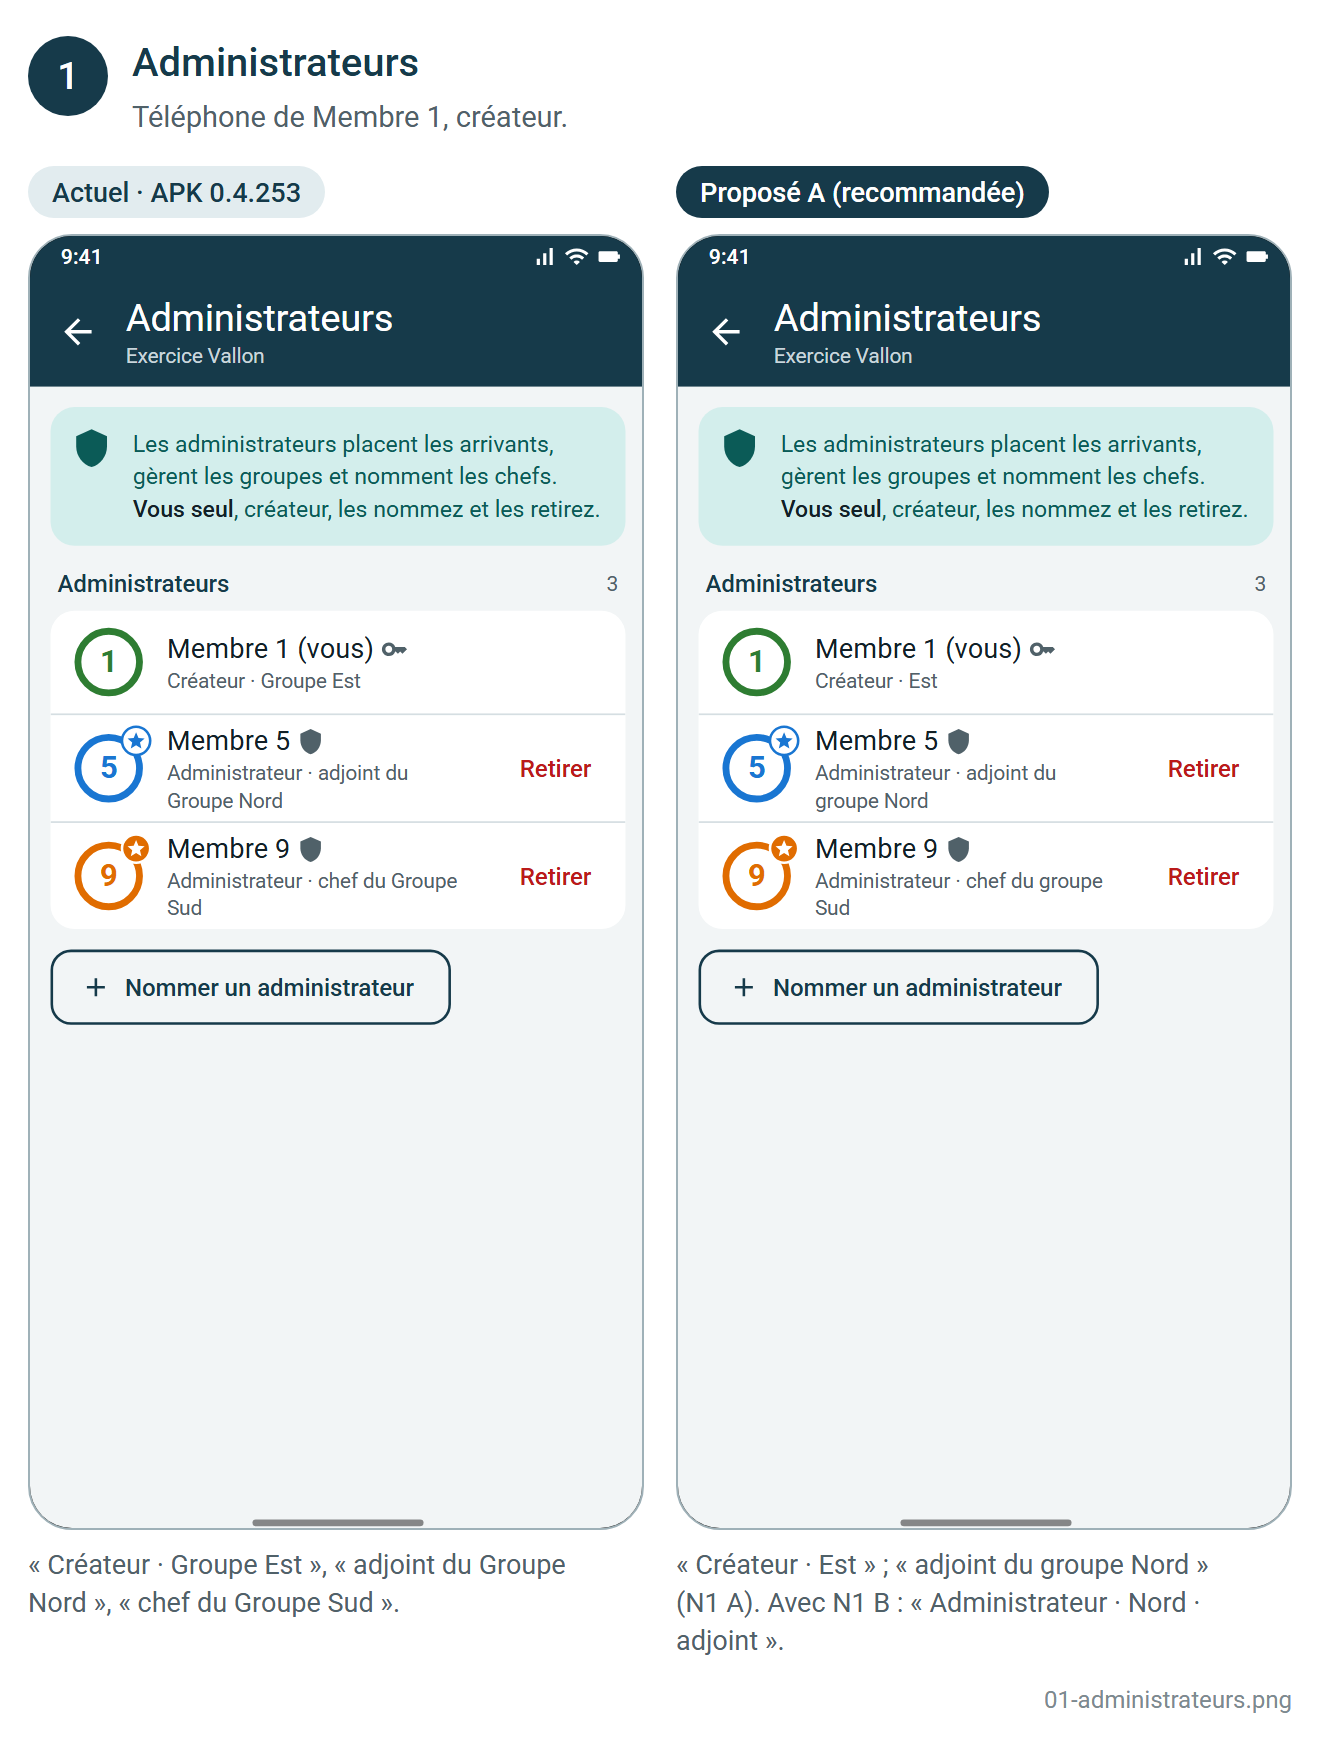 1
Administrateurs
Téléphone de Membre 1, créateur.
Actuel · APK 0.4.253
9:41
Administrateurs
Exercice Vallon
Les administrateurs placent les arrivants,
gèrent les groupes et nomment les chefs.
Vous seul, créateur, les nommez et les retirez.
Administrateurs 3
1
Membre 1 (vous)
Créateur · Groupe Est
5
Membre 5
Administrateur · adjoint du
Groupe Nord
Retirer
9
Membre 9
Administrateur · chef du Groupe
Sud
Retirer
+ Nommer un administrateur
« Créateur · Groupe Est », « adjoint du Groupe
Nord », « chef du Groupe Sud ».
Proposé A (recommandée)
9:41
Administrateurs
Exercice Vallon
Les administrateurs placent les arrivants,
gèrent les groupes et nomment les chefs.
Vous seul, créateur, les nommez et les retirez.
Administrateurs 3
1
Membre 1 (vous)
Créateur · Est
5
Membre 5
Administrateur · adjoint du
groupe Nord
Retirer
9
Membre 9
Administrateur · chef du groupe
Sud
Retirer
+ Nommer un administrateur
« Créateur · Est » ; « adjoint du groupe Nord »
(N1 A). Avec N1 B : « Administrateur · Nord ·
adjoint ».
01-administrateurs.png